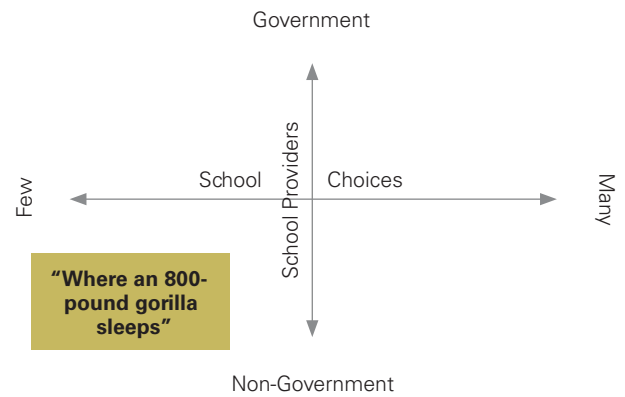 Government
School Providers
School Choices
Few
Many
“Where an 800-
pound gorilla
sleeps”
Non-Government